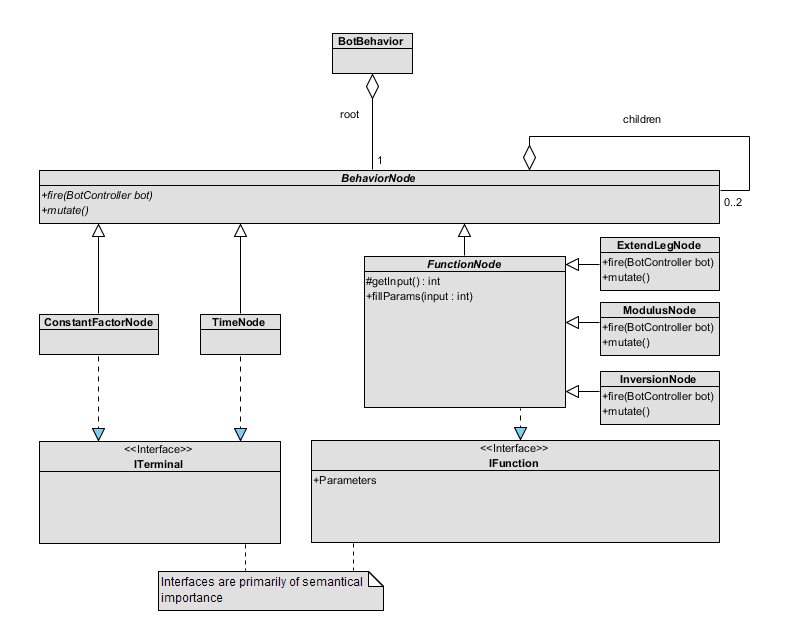 BotBehavior
root
children
1
BehaviorNode
+fire(BotController bot)
+mutate()
0..2
FunctionNode
#getInput() : int
+fillParams(input : int)
ExtendLegNode
+fire(BotController bot)
+mutate()
ModulusNode
+fire(BotController bot)
+mutate()
InversionNode
+fire(BotController bot)
+mutate()
ConstantFactorNode
TimeNode
<<Interface>>
ITerminal
<<Interface>>
IFunction
+Parameters
Interfaces are primarily of semantical
importance